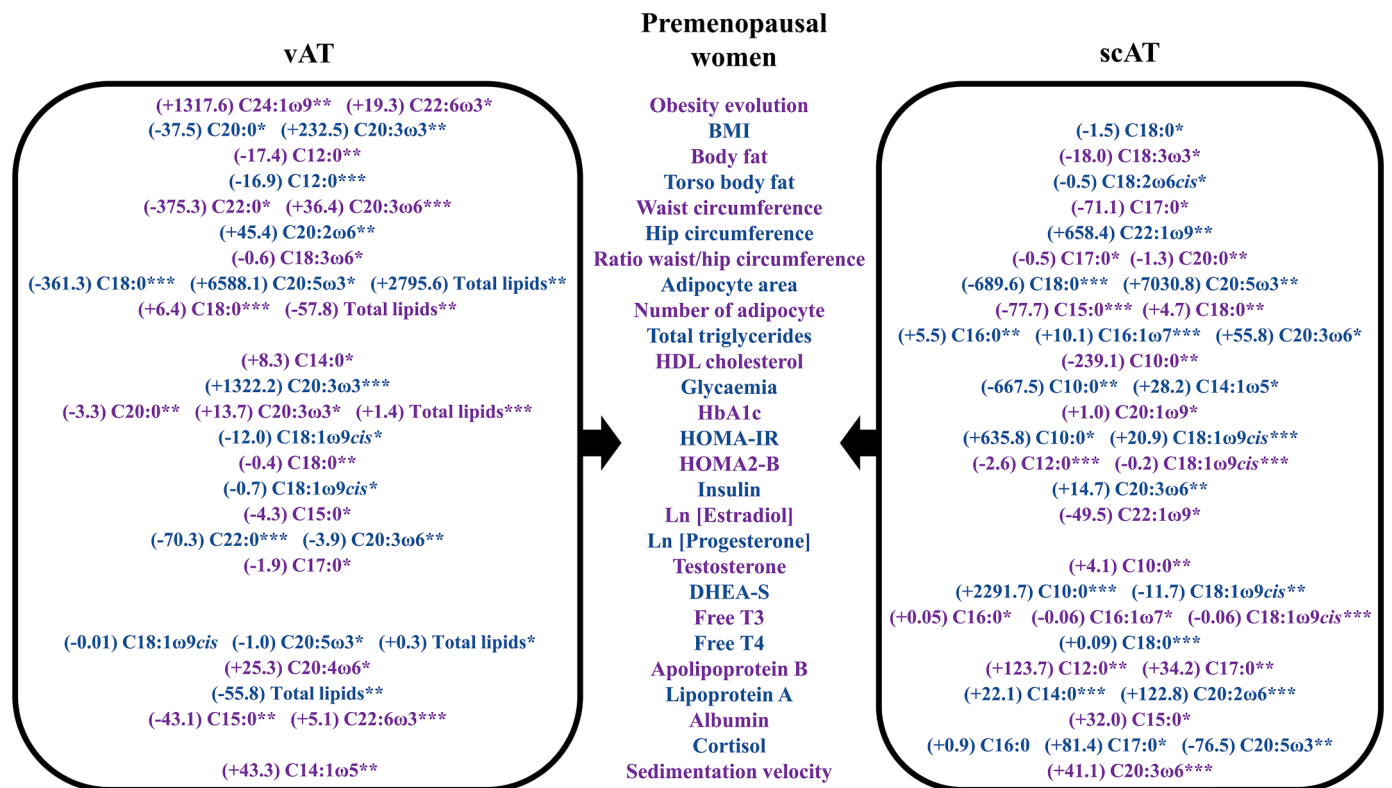 Premenopausal
women
vAT
scAT
(+1317.6) C24:1ω9** (+19.3) C22:6ω3* Obesity evolution
(-37.5) C20:0* (+232.5) C20:3ω3** BMI (-1.5) C18:0*
(-17.4) C12:0** Body fat (-18.0) C18:3ω3*
(-16.9) C12:0*** Torso body fat (-0.5) C18:2ω6cis*
(-375.3) C22:0* (+36.4) C20:3ω6*** Waist circumference (-71.1) C17:0*
(+45.4) C20:2ω6** Hip circumference (+658.4) C22:1ω9**
(-0.6) C18:3ω6* Ratio waist/hip circumference (-0.5) C17:0* (-1.3) C20:0**
(-361.3) C18:0*** (+6588.1) C20:5ω3* (+2795.6) Total lipids** Adipocyte area (-689.6) C18:0*** (+7030.8) C20:5ω3**
(+6.4) C18:0*** (-57.8) Total lipids** Number of adipocyte (-77.7) C15:0*** (+4.7) C18:0**
Total triglycerides (+5.5) C16:0** (+10.1) C16:1ω7*** (+55.8) C20:3ω6*
(+8.3) C14:0* HDL cholesterol (-239.1) C10:0**
(+1322.2) C20:3ω3*** Glycaemia (-667.5) C10:0** (+28.2) C14:1ω5*
(-3.3) C20:0** (+13.7) C20:3ω3* (+1.4) Total lipids*** HbA1c (+1.0) C20:1ω9*
(-12.0) C18:1ω9cis* HOMA-IR (+635.8) C10:0* (+20.9) C18:1ω9cis***
(-0.4) C18:0** HOMA2-B (-2.6) C12:0*** (-0.2) C18:1ω9cis***
(-0.7) C18:1ω9cis* Insulin (+14.7) C20:3ω6**
(-4.3) C15:0* Ln [Estradiol] (-49.5) C22:1ω9*
(-70.3) C22:0*** (-3.9) C20:3ω6** Ln [Progesterone]
(-1.9) C17:0* Testosterone (+4.1) C10:0**
DHEA-S (+2291.7) C10:0*** (-11.7) C18:1ω9cis**
Free T3 (+0.05) C16:0* (-0.06) C16:1ω7* (-0.06) C18:1ω9cis***
(-0.01) C18:1ω9cis (-1.0) C20:5ω3* (+0.3) Total lipids* Free T4 (+0.09) C18:0***
(+25.3) C20:4ω6* Apolipoprotein B (+123.7) C12:0** (+34.2) C17:0**
(-55.8) Total lipids** Lipoprotein A (+22.1) C14:0*** (+122.8) C20:2ω6***
(-43.1) C15:0** (+5.1) C22:6ω3*** Albumin (+32.0) C15:0*
Cortisol (+0.9) C16:0 (+81.4) C17:0* (-76.5) C20:5ω3**
(+43.3) C14:1ω5** Sedimentation velocity (+41.1) C20:3ω6***